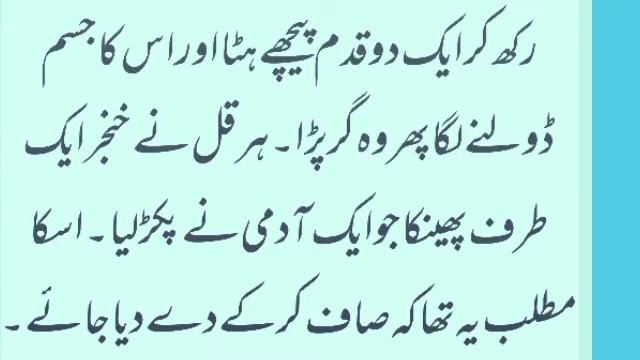 رکھ کر ایک دو قدم پیچھے ہٹا اور اس کا جسم
ڈولنے لگا پھر وہ گر پڑا۔ ہرقل نے خنجر ایک
طرف پھینکا جو ایک آدمی نے پکڑ لیا۔ اسکا
مطلب یہ تھا کہ صاف کر کے دے دیا جائے۔